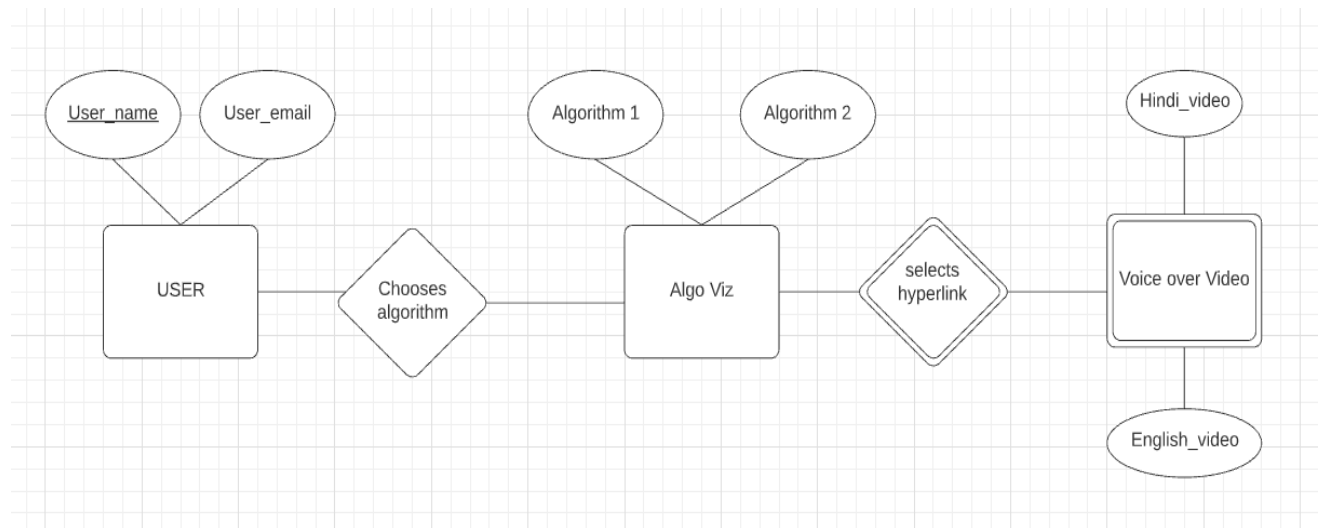 User_name
User_email
Algorithm 1
Algorithm 2
Hindi_video
USER
Chooses
algorithm
Algo Viz
selects
hyperlink
Voice over Video
English_video